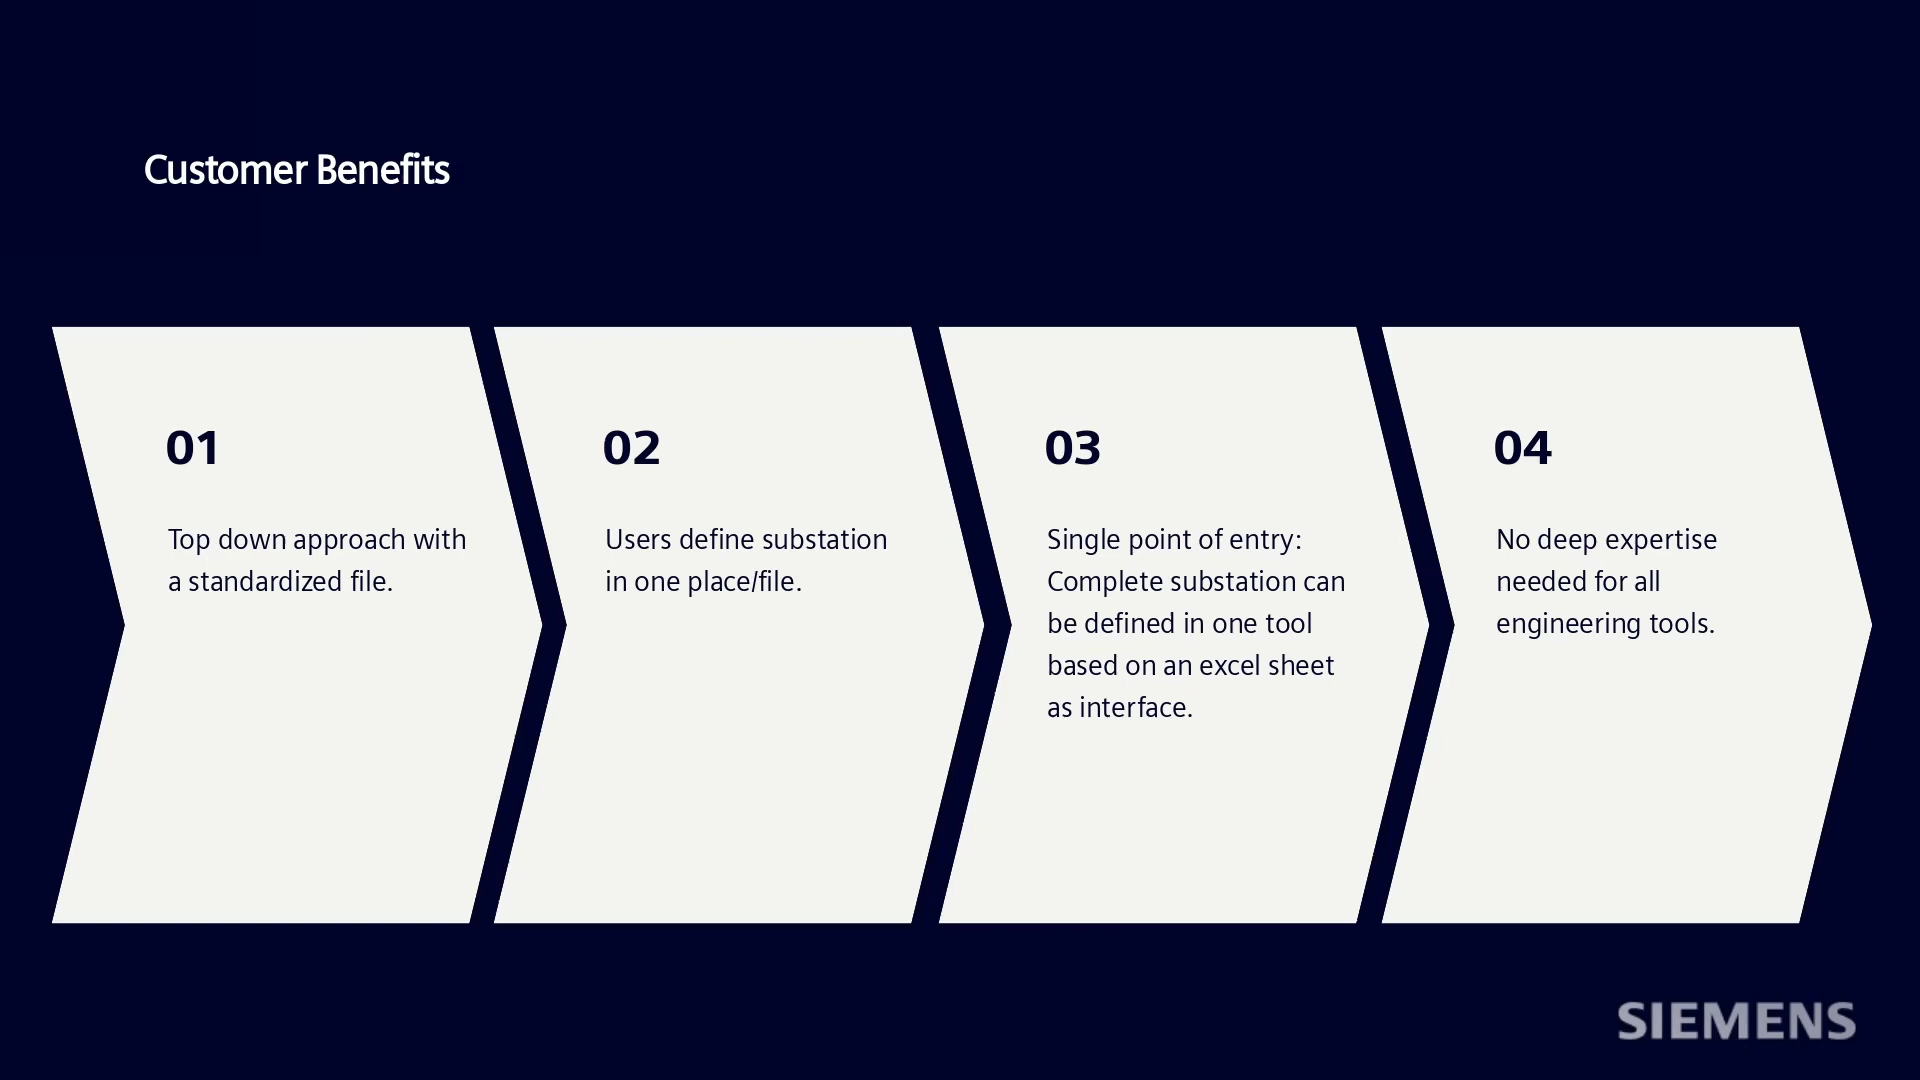 Customer Benefits
01
Top down approach with
a standardized file.
02
Users define substation
in one place/file.
03
Single point of entry:
Complete substation can
be defined in one tool
based on an excel sheet
as interface.
04
No deep expertise
needed for all
engineering tools.
SIEMENS